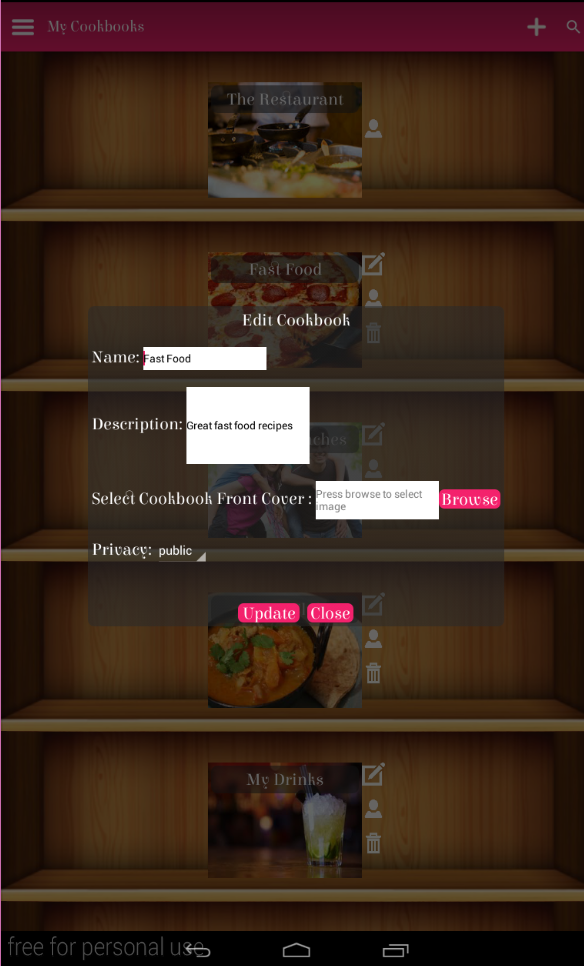 My Cookbooks
The Restaurant
Fast Food
Edit Cookbook
Name: Fast Food
Description: Great fast food recipes
Select Cookbook Front Cover : Press browse to select
image
Browse
Privacy: public
Update Close
My Drinks
free for personal use